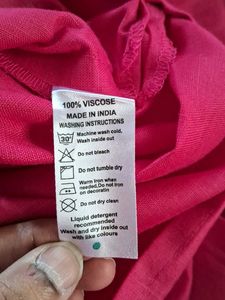 100% VISCOSE
MADE IN INDIA
WASHING INSTRUCTIONS
30°
Machine wash cold,
Wash inside out
Do not bleach
Do not tumble dry
Warm Iron when
needed,Do not Iron
on decoratin
Do not dry clean
Liquid detergent
recommended
Wash and dry inside out
with like colours